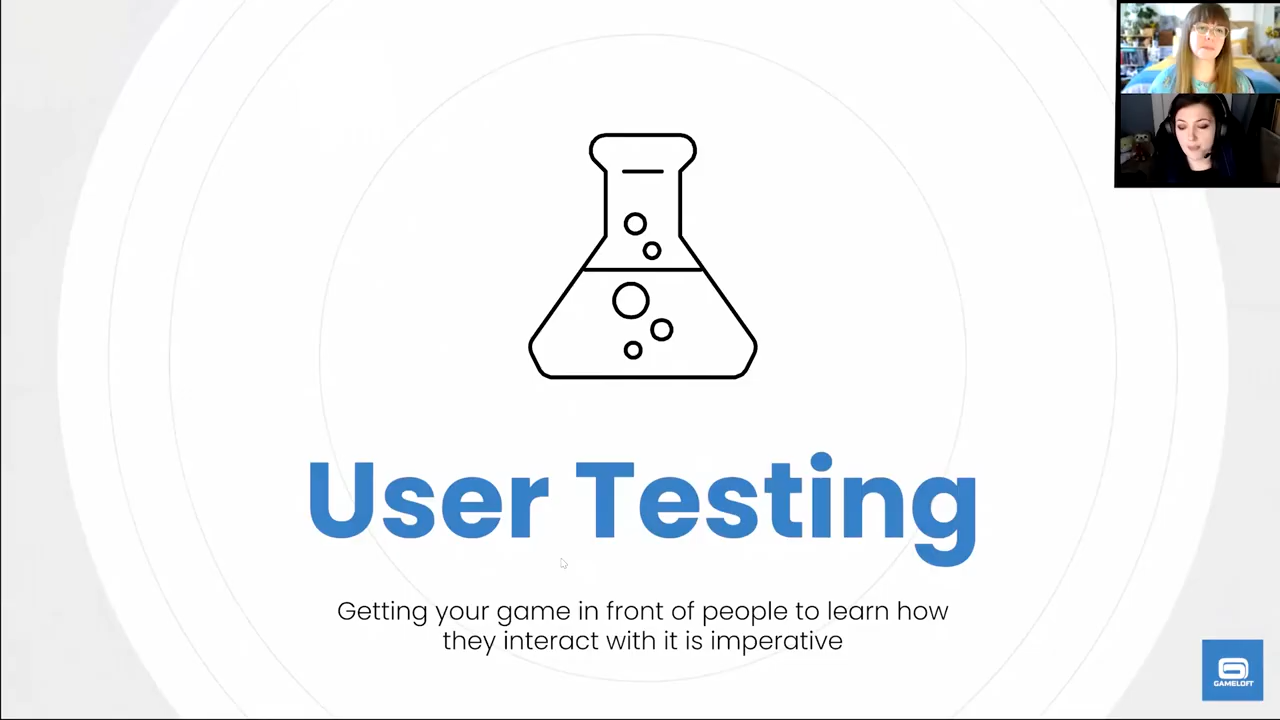 User Testing
Getting your game in front of people to learn how
they interact with it is imperative
GAMELOFT